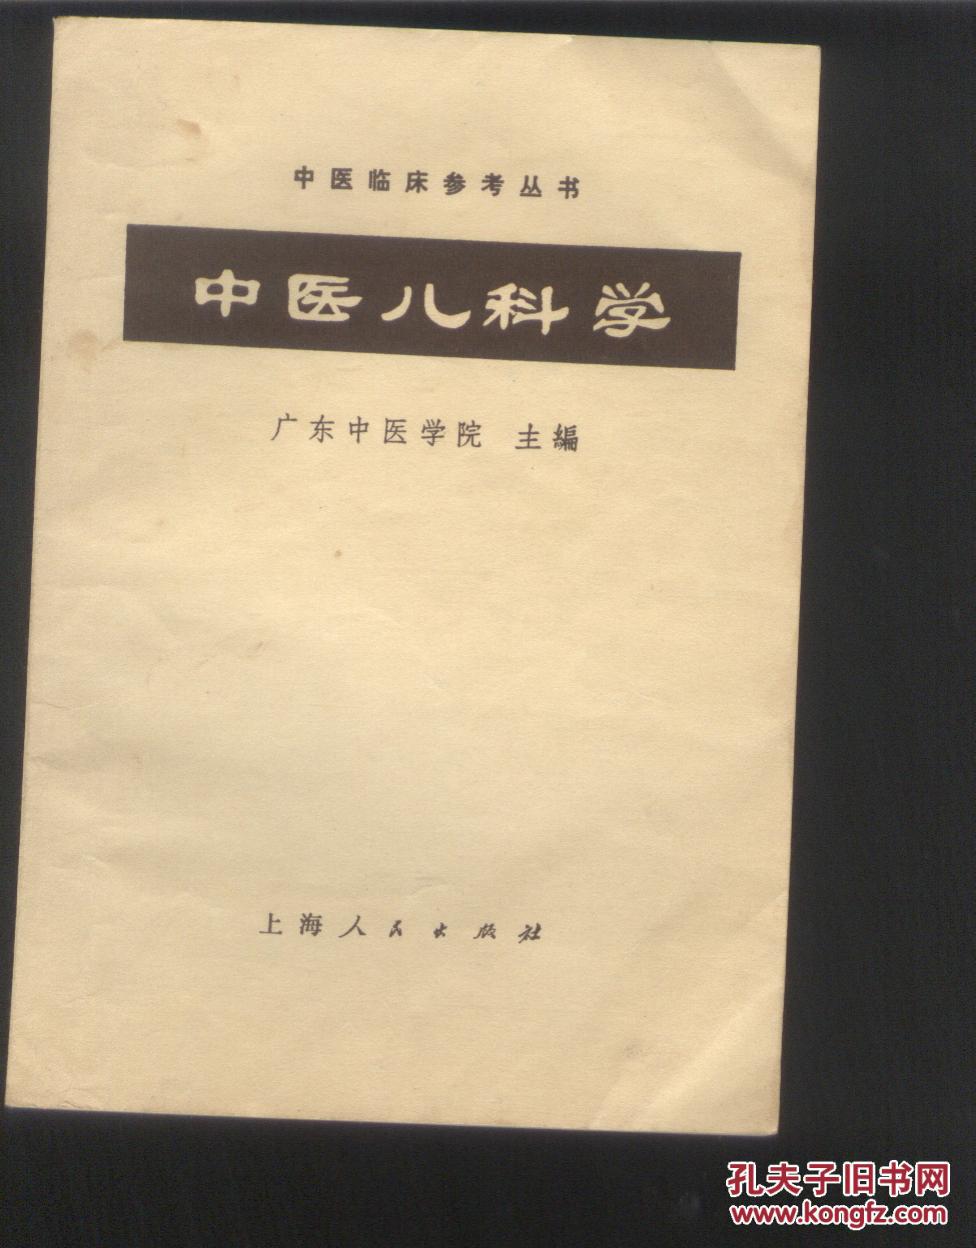 中医临床参考丛书
中医儿科学
广东中医学院 主編
上海人民出版社
孔夫子旧书网
www.kongfz.com